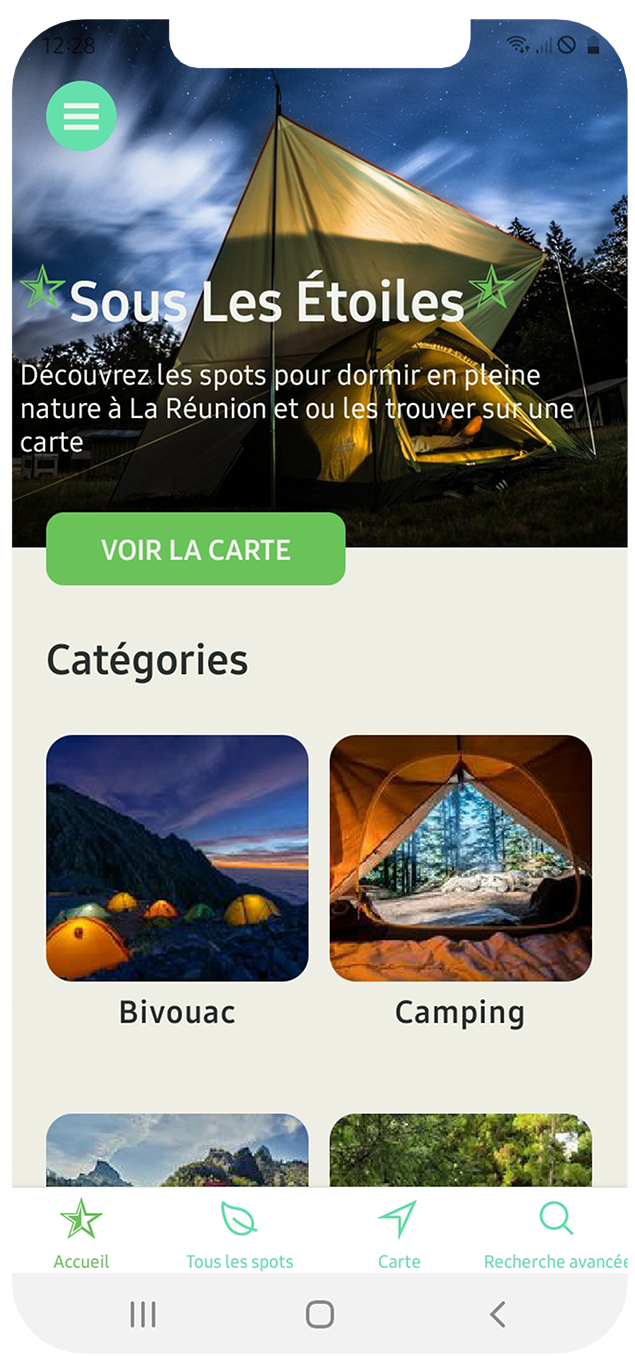 12:28
Sous Les Étoiles
Découvrez les spots pour dormir en pleine
nature à La Réunion et ou les trouver sur une
carte
VOIR LA CARTE
Catégories
Bivouac Camping
Accueil Tous les spots Carte Recherche avancée